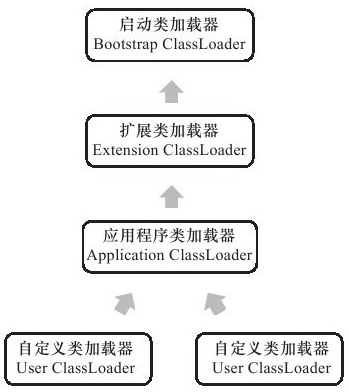 启动类加载器
Bootstrap ClassLoader
扩展类加载器
Extension ClassLoader
应用程序类加载器
Application ClassLoader
自定义类加载器
User ClassLoader
自定义类加载器
User ClassLoader